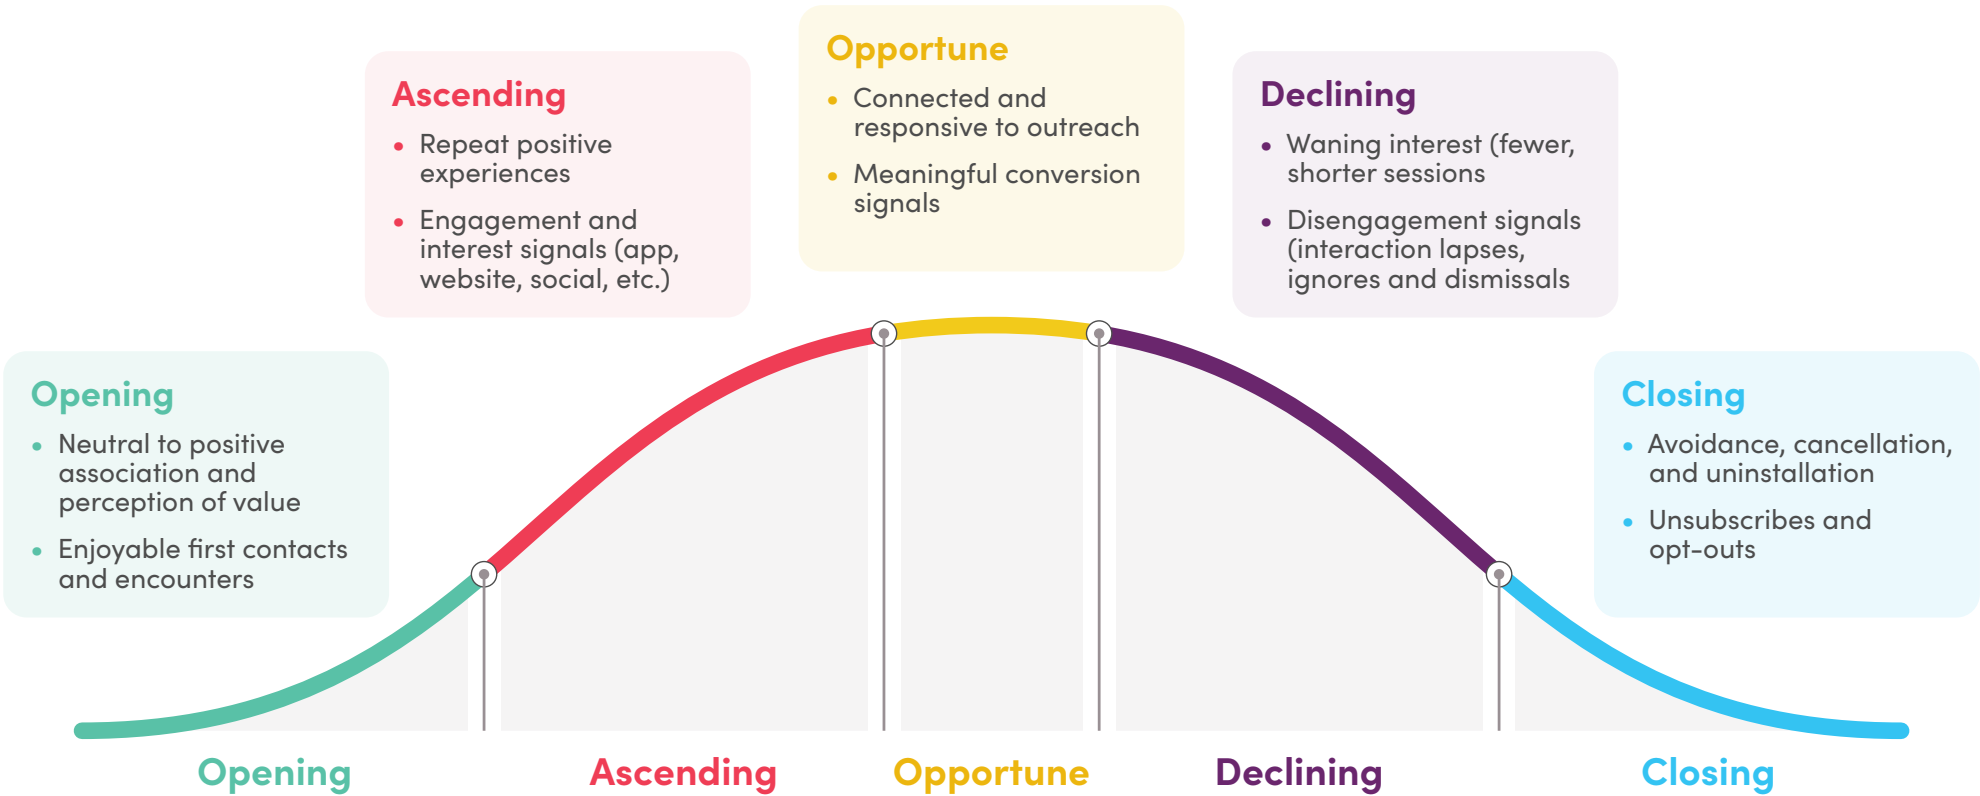 Opportune
• Connected and
responsive to outreach
• Meaningful conversion
signals
Ascending
• Repeat positive
experiences
• Engagement and
interest signals (app,
website, social, etc.)
Declining
• Waning interest (fewer,
shorter sessions
• Disengagement signals
(interaction lapses,
ignores and dismissals
Opening
• Neutral to positive
association and
perception of value
• Enjoyable first contacts
and encounters
Closing
• Avoidance, cancellation,
and uninstallation
• Unsubscribes and
opt-outs
Opening
Ascending
Opportune
Declining
Closing